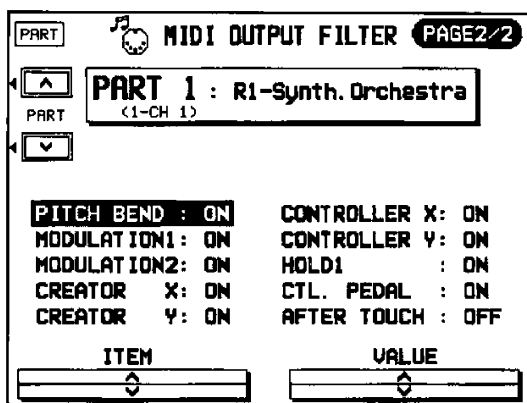 PART MIDI OUTPUT FILTER PAGE2/2
PART 1 : R1-Synth.Orchestra
(1-CH 1)
PART
PITCH BEND : ON CONTROLLER X: ON
MODULATION1: ON CONTROLLER Y: ON
MODULATION2: ON HOLD1 : ON
CREATOR X: ON CTL. PEDAL : ON
CREATOR Y: ON AFTER TOUCH : OFF
ITEM VALUE